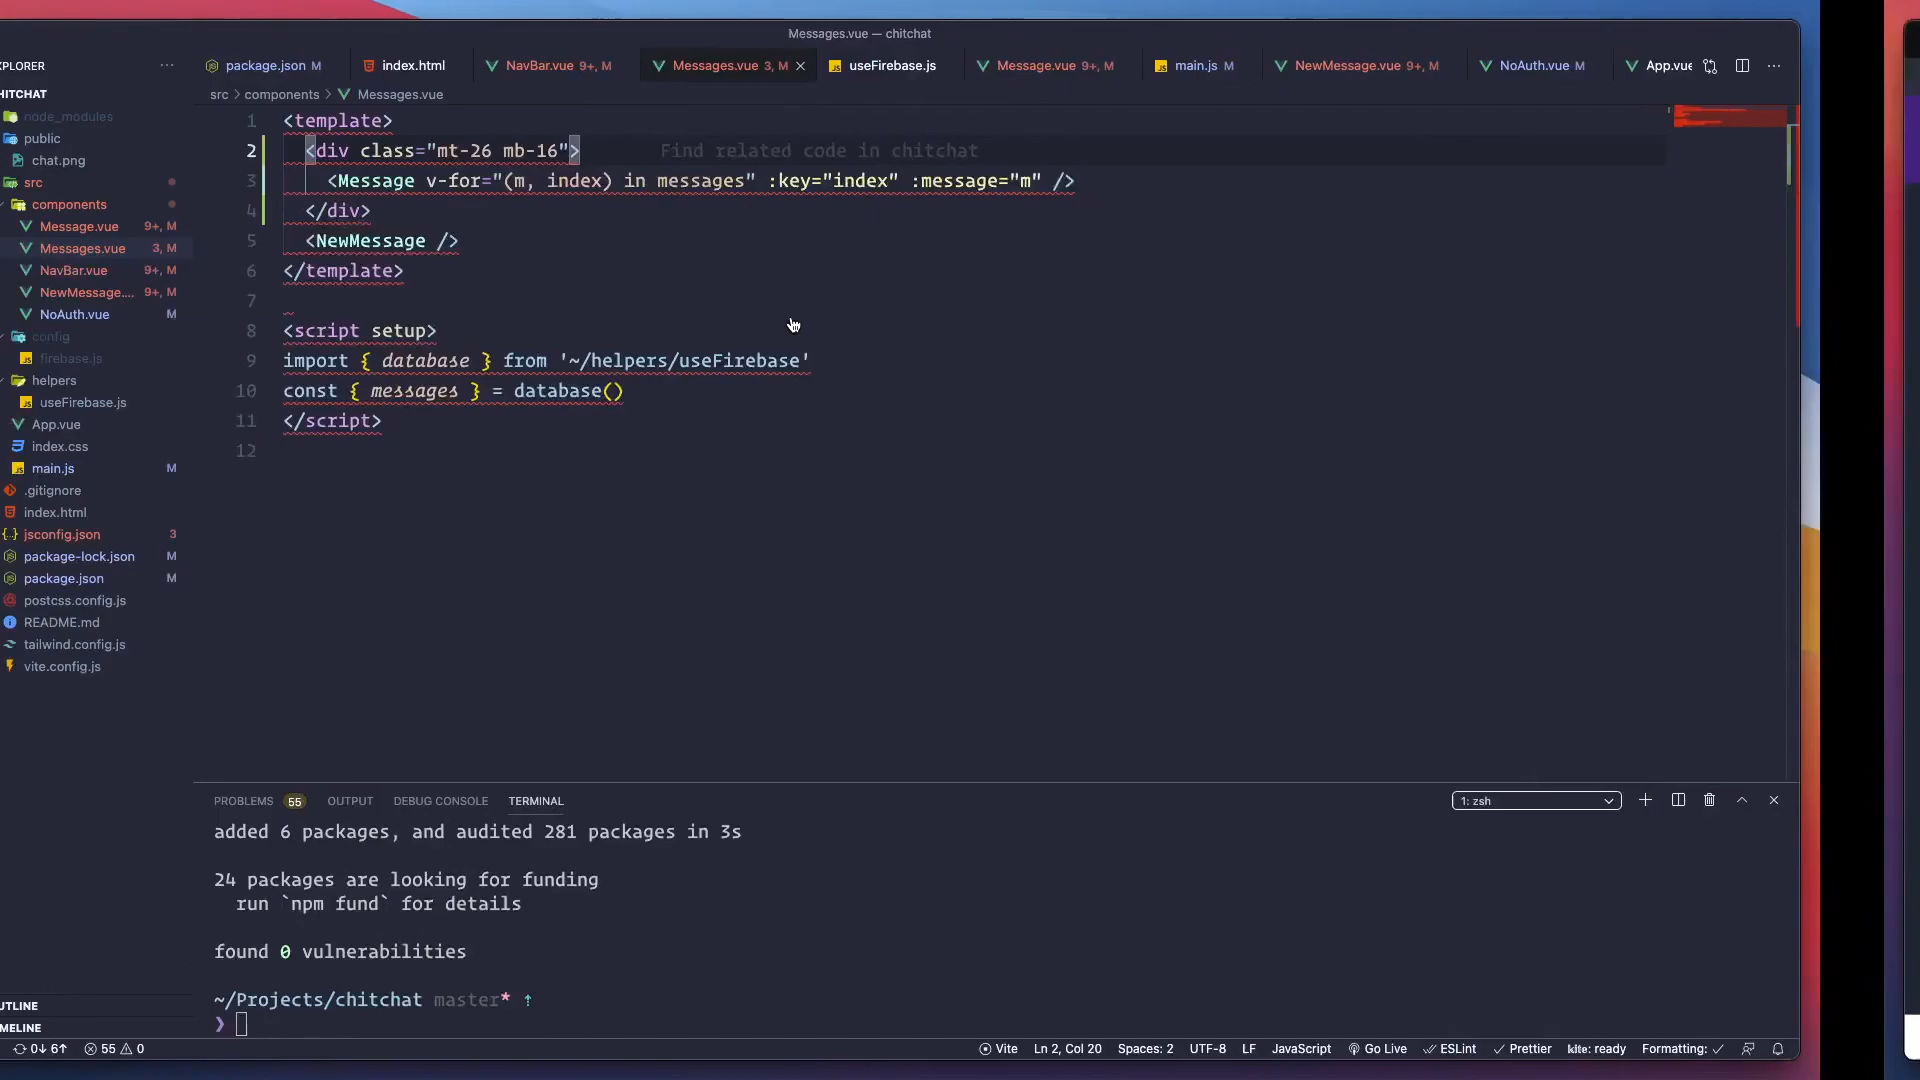 Messages.vue — chitchat
XPLORER ···
package.json M
index.html
NavBar.vue 9+, M
Messages.vue 3, M
useFirebase.js
Message.vue 9+, M
main.js M
NewMessage.vue 9+, M
NoAuth.vue M
App.vue
src > components > Messages.vue
HITCHAT
node_modules
public
chat.png
src
components
Message.vue 9+, M
Messages.vue 3, M
NavBar.vue 9+, M
NewMessage.... 9+, M
NoAuth.vue M
config
firebase.js
helpers
useFirebase.js
App.vue
index.css
main.js M
.gitignore
index.html
jsconfig.json 3
package-lock.json M
package.json M
postcss.config.js
README.md
tailwind.config.js
vite.config.js
UTLINE
MELINE
1 <template>
2 <div class="mt-26 mb-16"> Find related code in chitchat
3 <Message v-for="(m, index) in messages" :key="index" :message="m" />
4 </div>
5 <NewMessage />
6 </template>
7
8 <script setup>
9 import { database } from '~/helpers/useFirebase'
10 const { messages } = database()
11 </script>
12
PROBLEMS 55 OUTPUT DEBUG CONSOLE TERMINAL
1: zsh
added 6 packages, and audited 281 packages in 3s
24 packages are looking for funding
run `npm fund` for details
found 0 vulnerabilities
~/Projects/chitchat master* ⇡
❯
0↓ 6↑ 55 0
Vite Ln 2, Col 20 Spaces: 2 UTF-8 LF JavaScript Go Live ESLint Prettier kite: ready Formatting: ✓